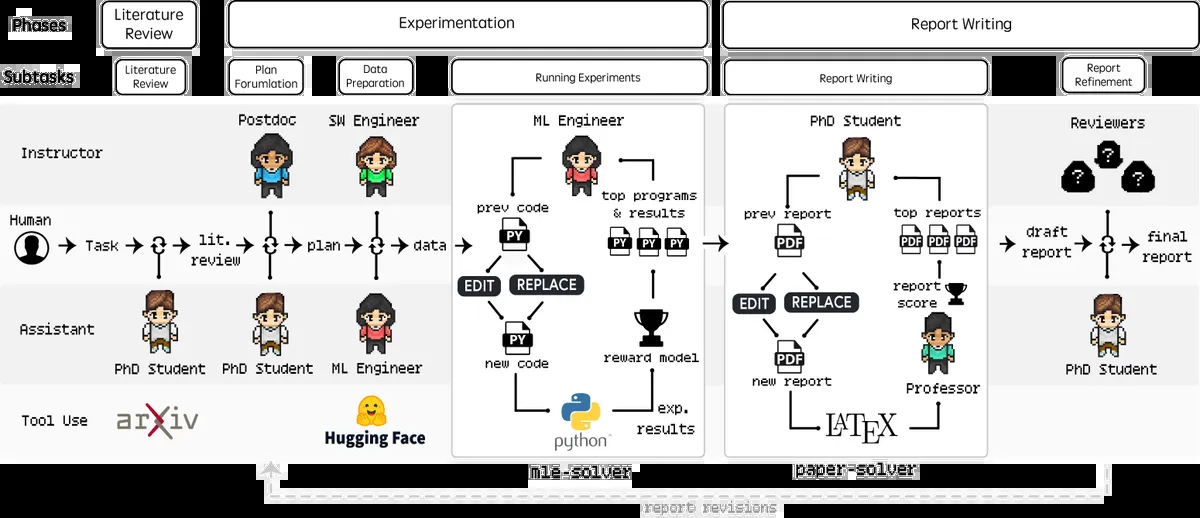 Phases
Literature
Review
Experimentation
Report Writing
Subtasks
Literature
Review
Plan
Forumlation
Data
Preparation
Running Experiments
Report Writing
Report
Refinement
Instructor
Postdoc
SW Engineer
ML Engineer
PhD Student
Reviewers
? ? ?
prev code
PY
top programs
& results
PY PY PY
prev report
PDF
top reports
PDF PDF PDF
Human
Task
lit.
review
plan
data
draft
report
final
report
EDIT
REPLACE
EDIT
REPLACE
report
score
Assistant
PhD Student
PhD Student
ML Engineer
PY
new code
reward model
PDF
new report
Professor
PhD Student
Tool Use
arXiv
Hugging Face
python
exp.
results
LATEX
mle-solver
paper-solver
report revisions